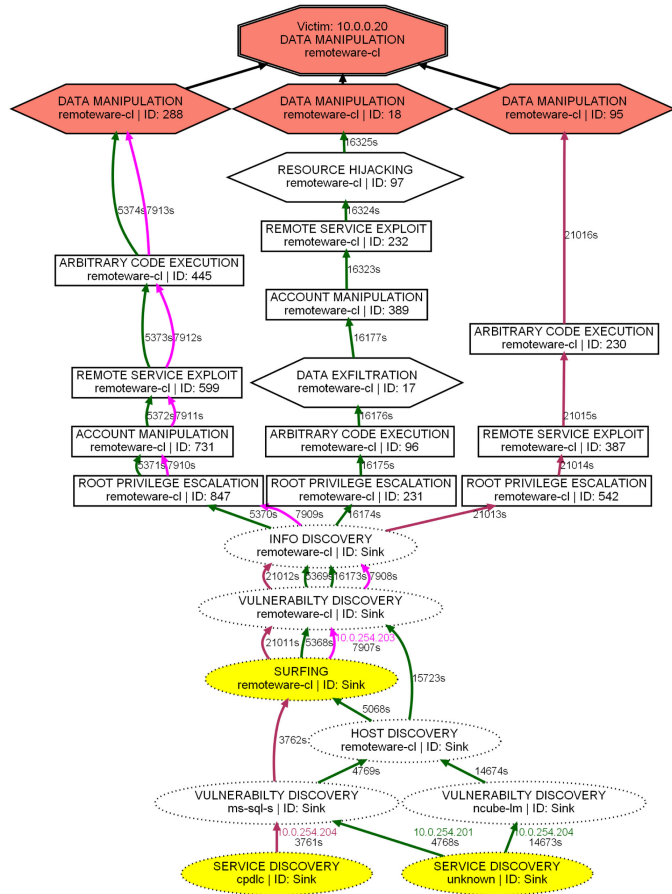 Victim: 10.0.0.20
DATA MANIPULATION
remoteware-cl
DATA MANIPULATION
remoteware-cl | ID: 288
DATA MANIPULATION
remoteware-cl | ID: 18
DATA MANIPULATION
remoteware-cl | ID: 95
16325s
RESOURCE HIJACKING
remoteware-cl | ID: 97
5374s
7913s
16324s
REMOTE SERVICE EXPLOIT
remoteware-cl | ID: 232
21016s
ARBITRARY CODE EXECUTION
remoteware-cl | ID: 445
16323s
ACCOUNT MANIPULATION
remoteware-cl | ID: 389
ARBITRARY CODE EXECUTION
remoteware-cl | ID: 230
5373s
7912s
16177s
REMOTE SERVICE EXPLOIT
remoteware-cl | ID: 599
DATA EXFILTRATION
remoteware-cl | ID: 17
5372s
7911s
16176s
21015s
ACCOUNT MANIPULATION
remoteware-cl | ID: 731
ARBITRARY CODE EXECUTION
remoteware-cl | ID: 96
REMOTE SERVICE EXPLOIT
remoteware-cl | ID: 387
5371s
7910s
16175s
21014s
ROOT PRIVILEGE ESCALATION
remoteware-cl | ID: 847
ROOT PRIVILEGE ESCALATION
remoteware-cl | ID: 231
ROOT PRIVILEGE ESCALATION
remoteware-cl | ID: 542
5370s
7909s
16174s
21013s
INFO DISCOVERY
remoteware-cl | ID: Sink
21012s
5369s
16173s
7908s
VULNERABILTY DISCOVERY
remoteware-cl | ID: Sink
21011s
5368s
10.0.254.203
7907s
SURFING
remoteware-cl | ID: Sink
15723s
5068s
3762s
HOST DISCOVERY
remoteware-cl | ID: Sink
4769s
14674s
VULNERABILTY DISCOVERY
ms-sql-s | ID: Sink
VULNERABILTY DISCOVERY
ncube-lm | ID: Sink
10.0.254.204
3761s
10.0.254.201
4768s
10.0.254.204
14673s
SERVICE DISCOVERY
cpdlc | ID: Sink
SERVICE DISCOVERY
unknown | ID: Sink